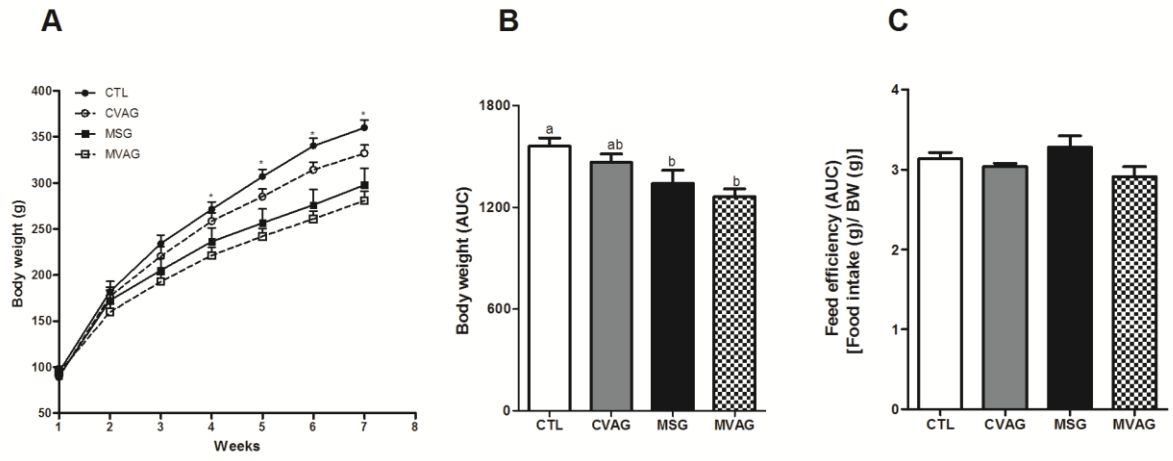 A
Body weight (g)
400
350
300
250
200
150
100
50
1
2
3
4
5
6
7
8
Weeks
CTL
CVAG
MSG
MVAG
*
*
*
*
B
Body weight (AUC)
1800
1200
600
0
a
ab
b
b
CTL
CVAG
MSG
MVAG
C
Feed efficiency (AUC)
[Food intake (g)/ BW (g)]
4
3
2
1
0
CTL
CVAG
MSG
MVAG